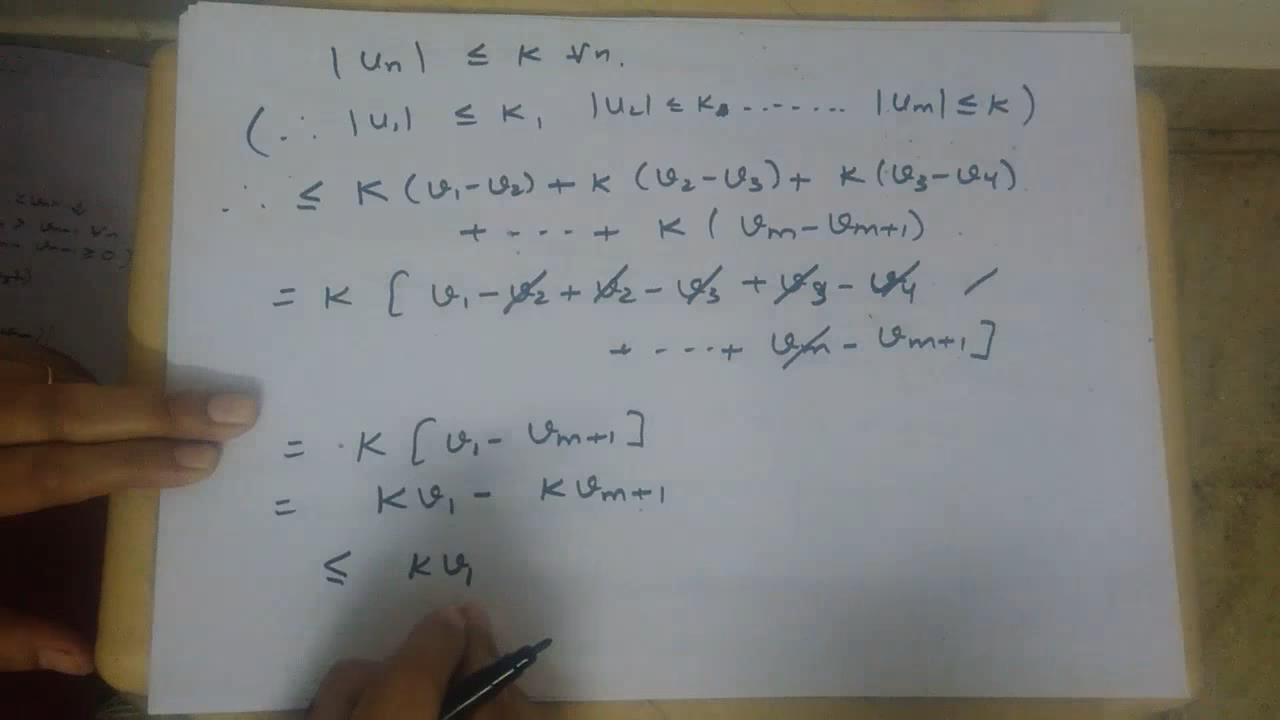 |uₙ| ≤ K ∀n.
(∴ |u₁| ≤ K, |u₂| ≤ K, ........ |uₘ| ≤ K)
∴ ≤ K(v₁-v₂) + K(v₂-v₃) + K(v₃-v₄)
+ ---- + K(vₘ-vₘ₊₁)
= K [v₁-v₂+v₂-v₃+v₃-v₄
+ ---- + vₘ-vₘ₊₁]
= K [v₁-vₘ₊₁]
= Kv₁ - Kvₘ₊₁
≤ Kv₁